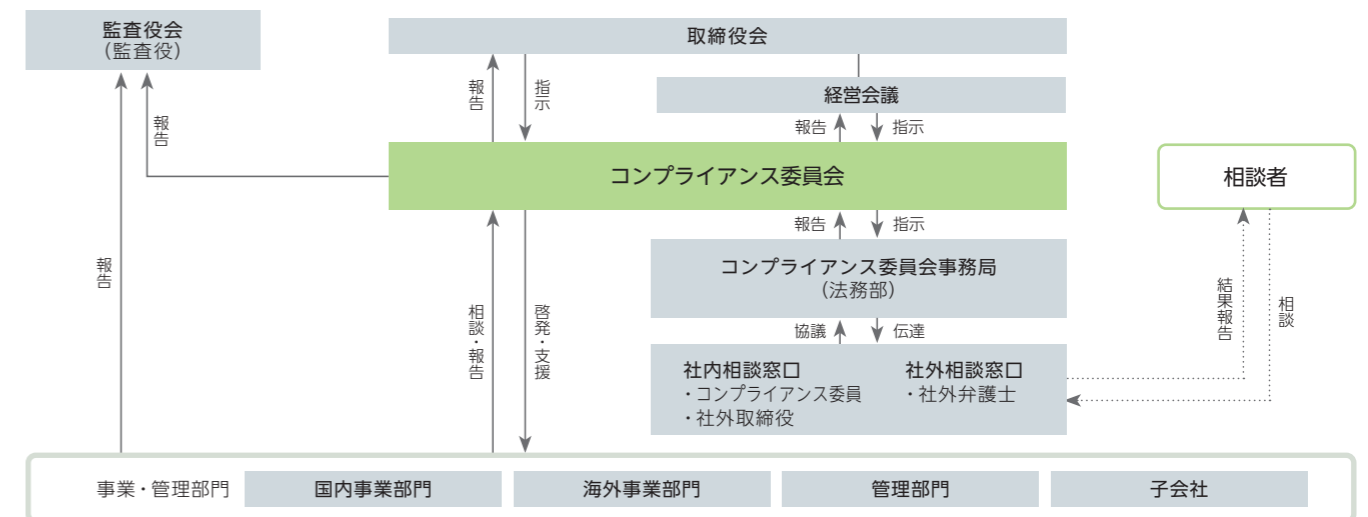 監査役会
（監査役）
取締役会
報告
指示
経営会議
報告
報告
指示
コンプライアンス委員会
相談者
報告
指示
コンプライアンス委員会事務局
（法務部）
報告
相談・報告
啓発・支援
結果報告
相談
協議
伝達
社内相談窓口
・コンプライアンス委員
・社外取締役
社外相談窓口
・社外弁護士
事業・管理部門
国内事業部門
海外事業部門
管理部門
子会社